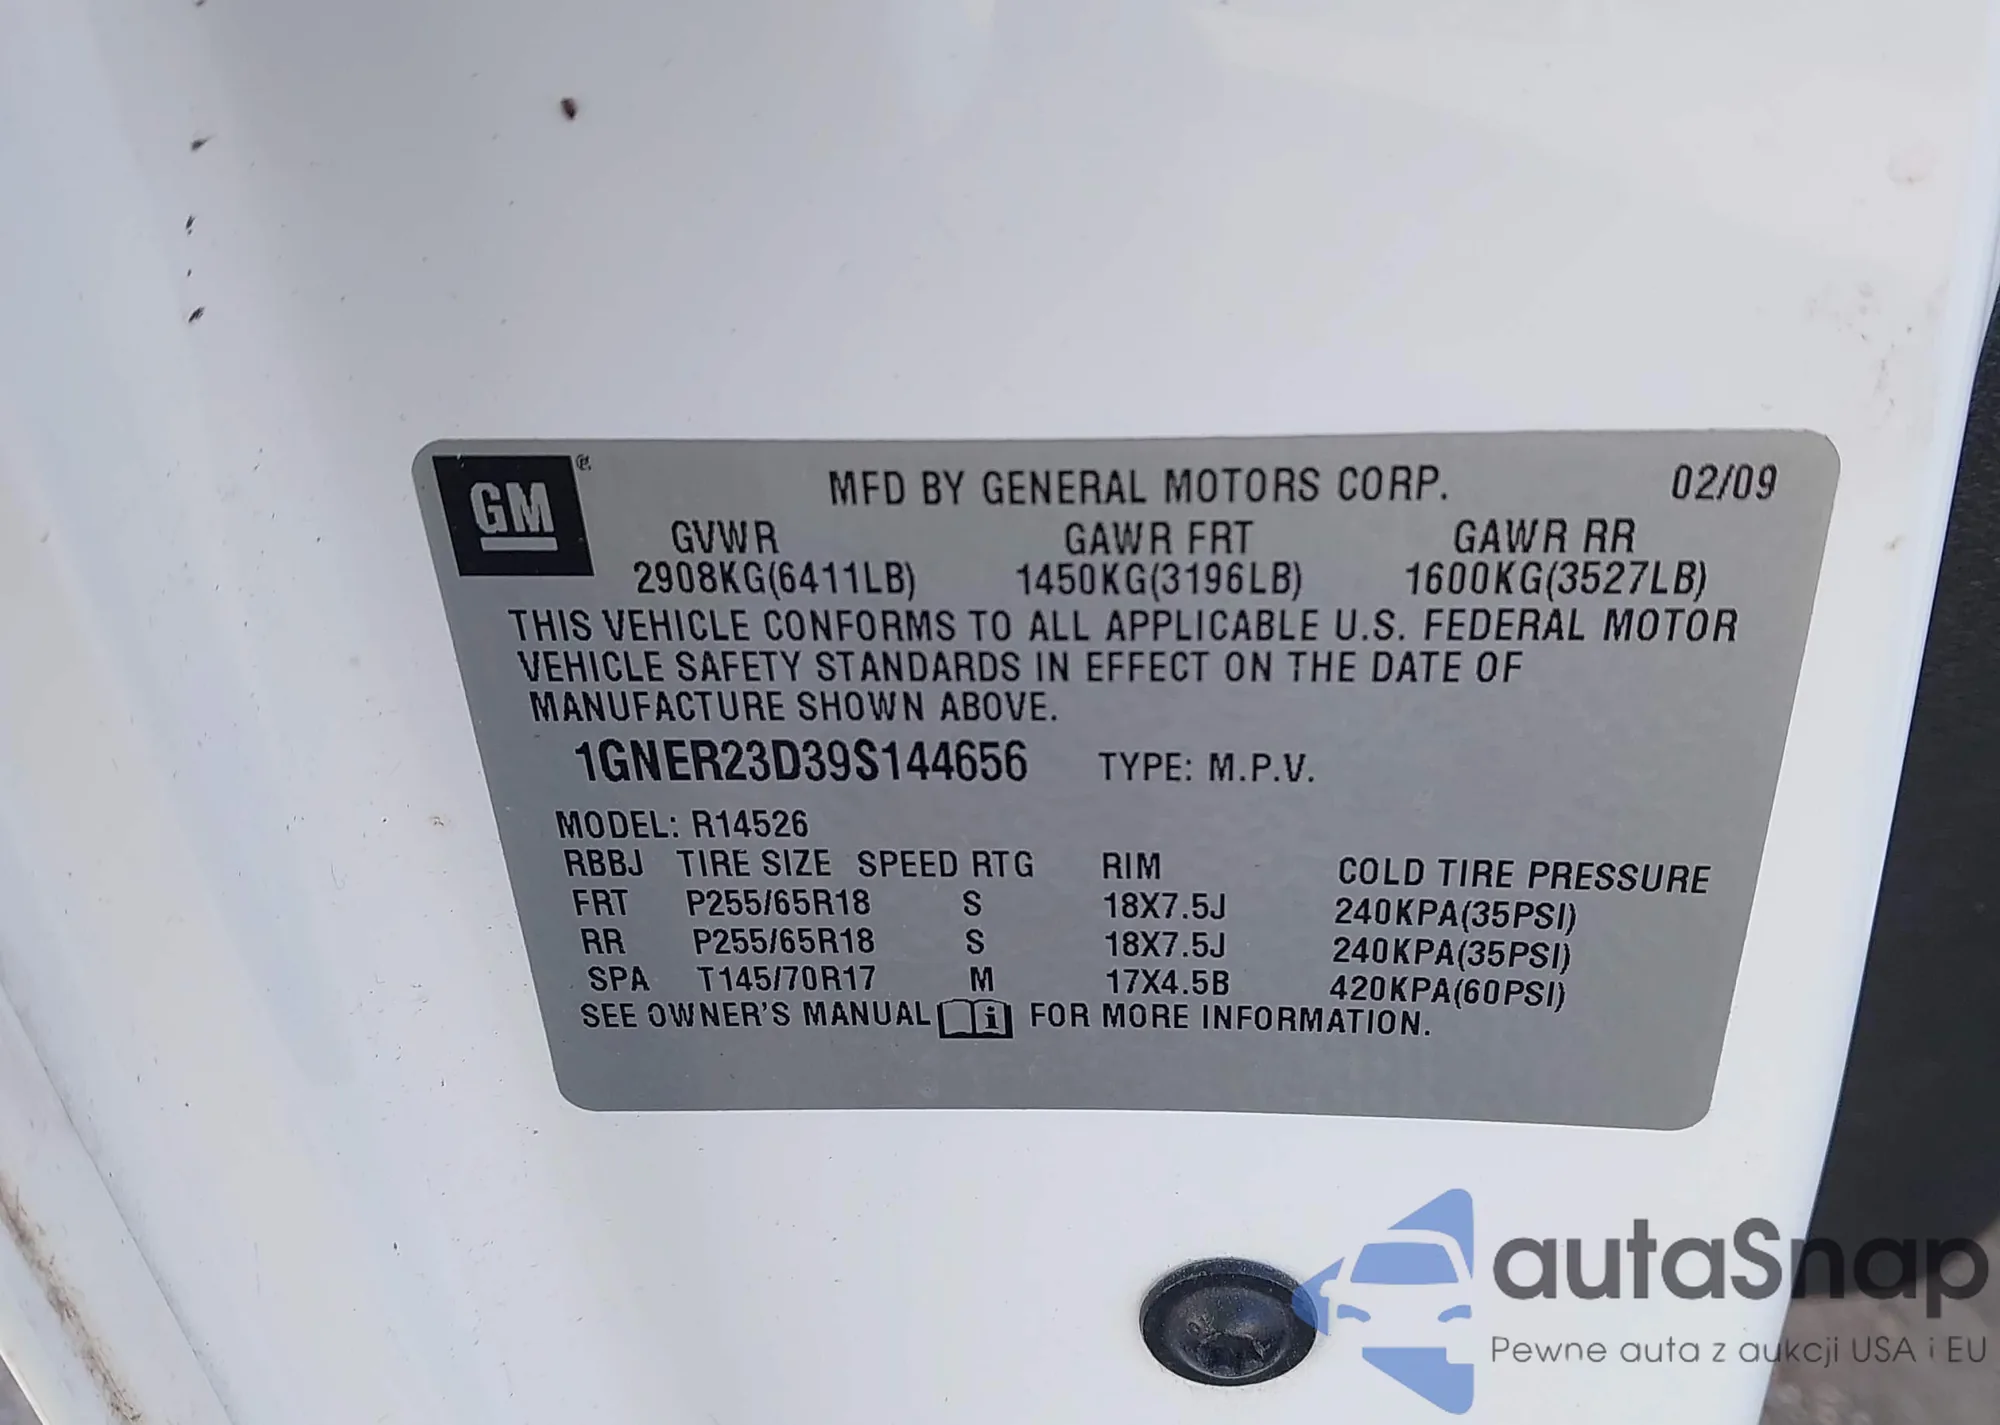 GM ®
MFD BY GENERAL MOTORS CORP. 02/09
GVWR GAWR FRT GAWR RR
2908KG(6411LB) 1450KG(3196LB) 1600KG(3527LB)
THIS VEHICLE CONFORMS TO ALL APPLICABLE U.S. FEDERAL MOTOR
VEHICLE SAFETY STANDARDS IN EFFECT ON THE DATE OF
MANUFACTURE SHOWN ABOVE.
1GNER23D39S144656 TYPE: M.P.V.
MODEL: R14526
RBBJ TIRE SIZE SPEED RTG RIM COLD TIRE PRESSURE
FRT P255/65R18 S 18X7.5J 240KPA(35PSI)
RR P255/65R18 S 18X7.5J 240KPA(35PSI)
SPA T145/70R17 M 17X4.5B 420KPA(60PSI)
SEE OWNER'S MANUAL i FOR MORE INFORMATION.
autaSnap
Pewne auta z aukcji USA i EU